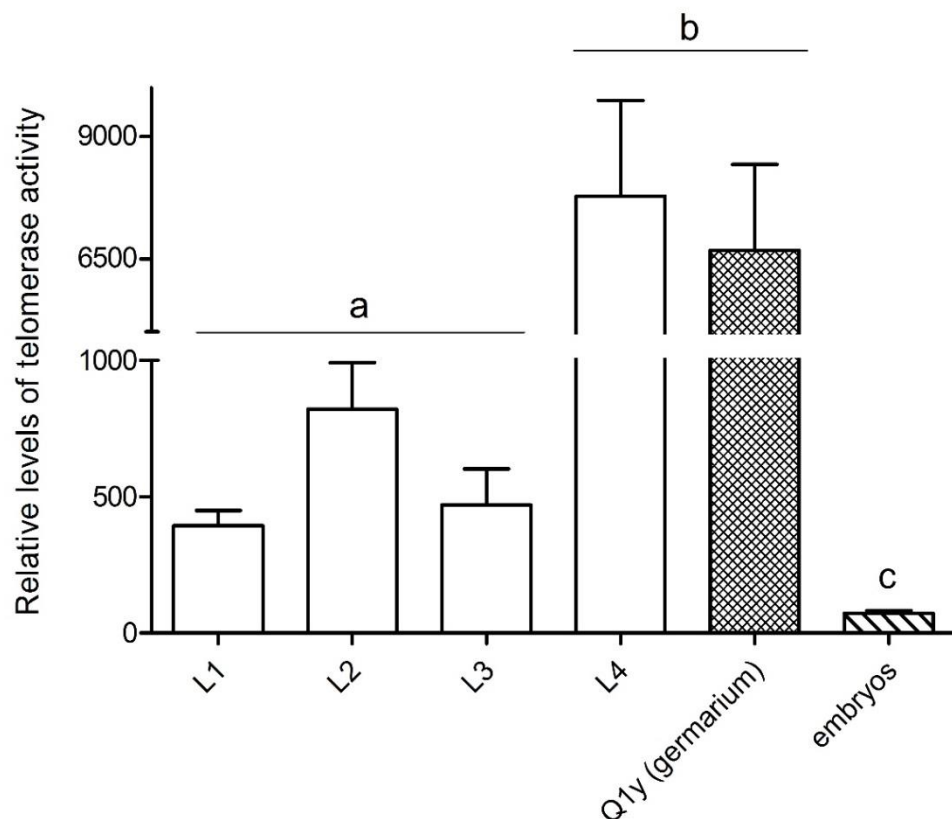 b
Relative levels of telomerase activity
9000
6500
a
1000
500
c
0
L1
L2
L3
L4
Q1y (germarium)
embryos